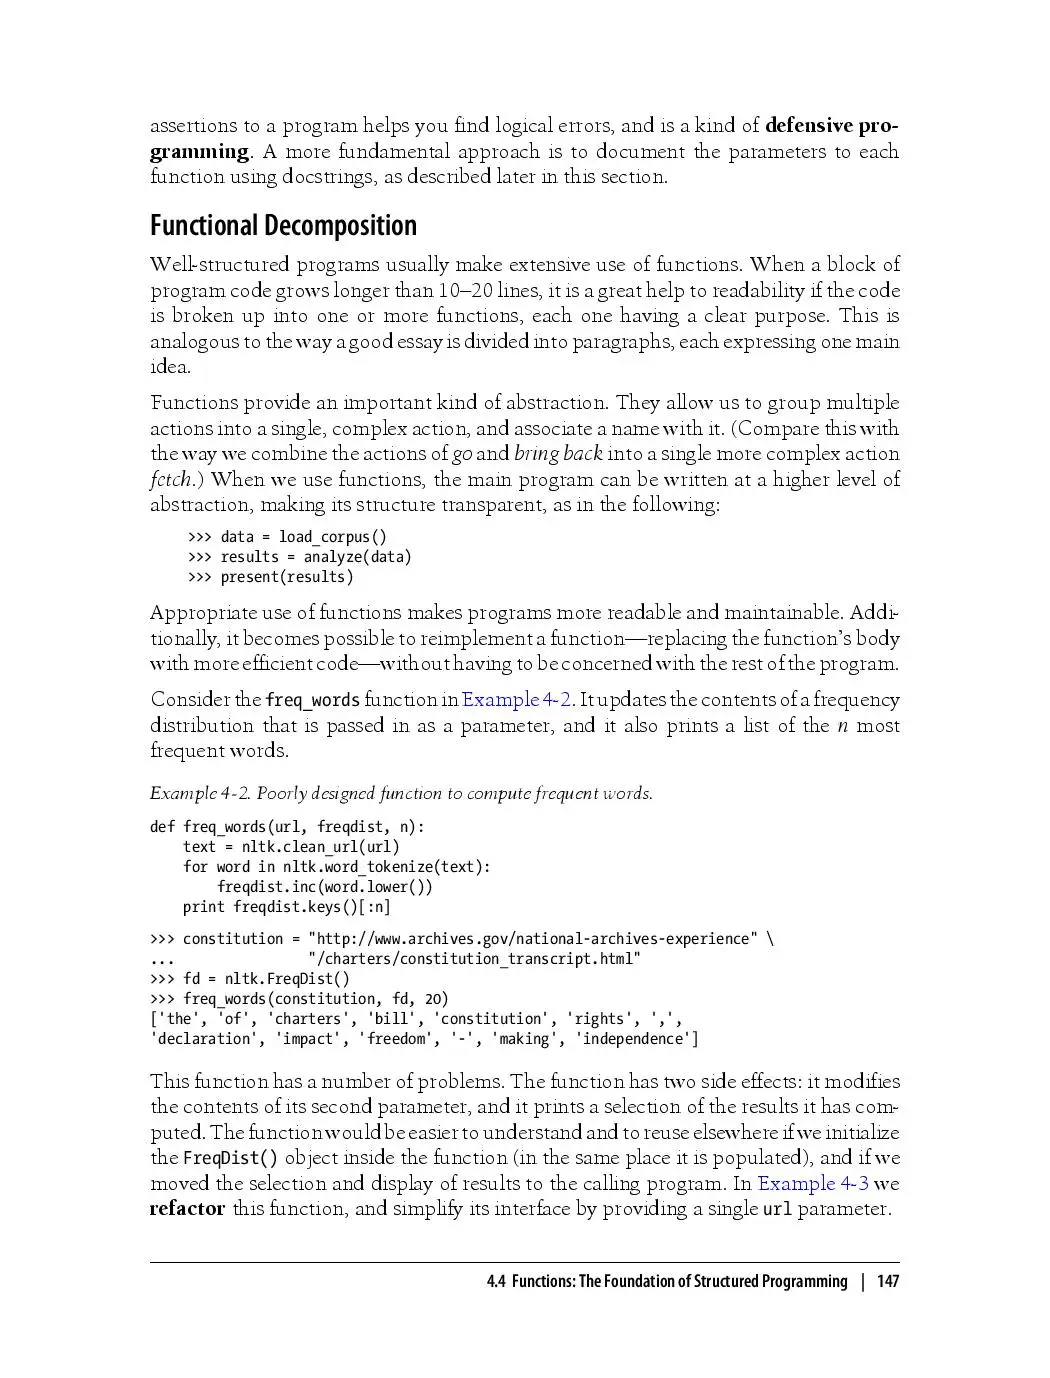 assertions to a program helps you find logical errors, and is a kind of defensive pro-
gramming. A more fundamental approach is to document the parameters to each
function using docstrings, as described later in this section.
Functional Decomposition
Well-structured programs usually make extensive use of functions. When a block of
program code grows longer than 10–20 lines, it is a great help to readability if the code
is broken up into one or more functions, each one having a clear purpose. This is
analogous to the way a good essay is divided into paragraphs, each expressing one main
idea.
Functions provide an important kind of abstraction. They allow us to group multiple
actions into a single, complex action, and associate a name with it. (Compare this with
the way we combine the actions of go and bring back into a single more complex action
fetch.) When we use functions, the main program can be written at a higher level of
abstraction, making its structure transparent, as in the following:
>>> data = load_corpus()
>>> results = analyze(data)
>>> present(results)
Appropriate use of functions makes programs more readable and maintainable. Addi-
tionally, it becomes possible to reimplement a function—replacing the function's body
with more efficient code—without having to be concerned with the rest of the program.
Consider the freq_words function in Example 4-2. It updates the contents of a frequency
distribution that is passed in as a parameter, and it also prints a list of the n most
frequent words.
Example 4-2. Poorly designed function to compute frequent words.
def freq_words(url, freqdist, n):
    text = nltk.clean_url(url)
    for word in nltk.word_tokenize(text):
        freqdist.inc(word.lower())
    print freqdist.keys()[:n]
>>> constitution = "http://www.archives.gov/national-archives-experience" \
...                "/charters/constitution_transcript.html"
>>> fd = nltk.FreqDist()
>>> freq_words(constitution, fd, 20)
['the', 'of', 'charters', 'bill', 'constitution', 'rights', ',',
'declaration', 'impact', 'freedom', '-', 'making', 'independence']
This function has a number of problems. The function has two side effects: it modifies
the contents of its second parameter, and it prints a selection of the results it has com-
puted. The function would be easier to understand and to reuse elsewhere if we initialize
the FreqDist() object inside the function (in the same place it is populated), and if we
moved the selection and display of results to the calling program. In Example 4-3 we
refactor this function, and simplify its interface by providing a single url parameter.
4.4 Functions: The Foundation of Structured Programming | 147